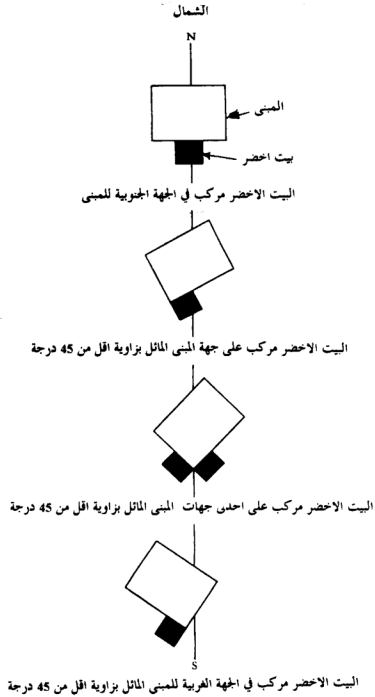 الشمال
N
المبنى
بيت اخضر
البيت الاخضر مركب في الجهة الجنوبية للمبنى
البيت الاخضر مركب على جهة المبنى المائل بزاوية اقل من 45 درجة
البيت الاخضر مركب على احدى جهات المبنى المائل بزاوية اقل من 45 درجة
S
البيت الاخضر مركب في الجهة الغربية للمبنى المائل بزاوية اقل من 45 درجة